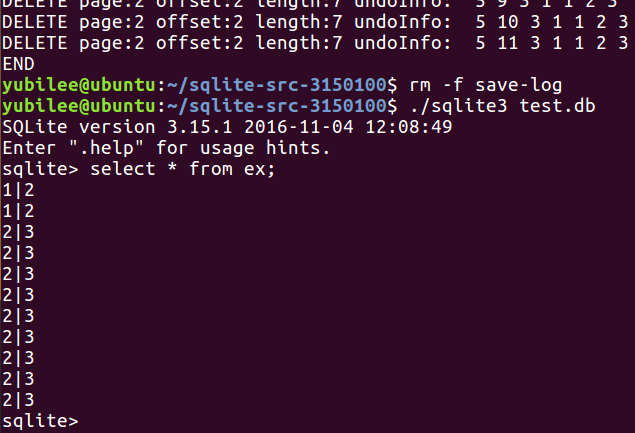 DELETE page:2 offset:2 length:7 undoInfo:  5 9 3 1 1 2 3
DELETE page:2 offset:2 length:7 undoInfo:  5 10 3 1 1 2 3
DELETE page:2 offset:2 length:7 undoInfo:  5 11 3 1 1 2 3
END
yubilee@ubuntu:~/sqlite-src-3150100$ rm -f save-log
yubilee@ubuntu:~/sqlite-src-3150100$ ./sqlite3 test.db
SQLite version 3.15.1 2016-11-04 12:08:49
Enter ".help" for usage hints.
sqlite> select * from ex;
1|2
1|2
2|3
2|3
2|3
2|3
2|3
2|3
2|3
2|3
2|3
sqlite>